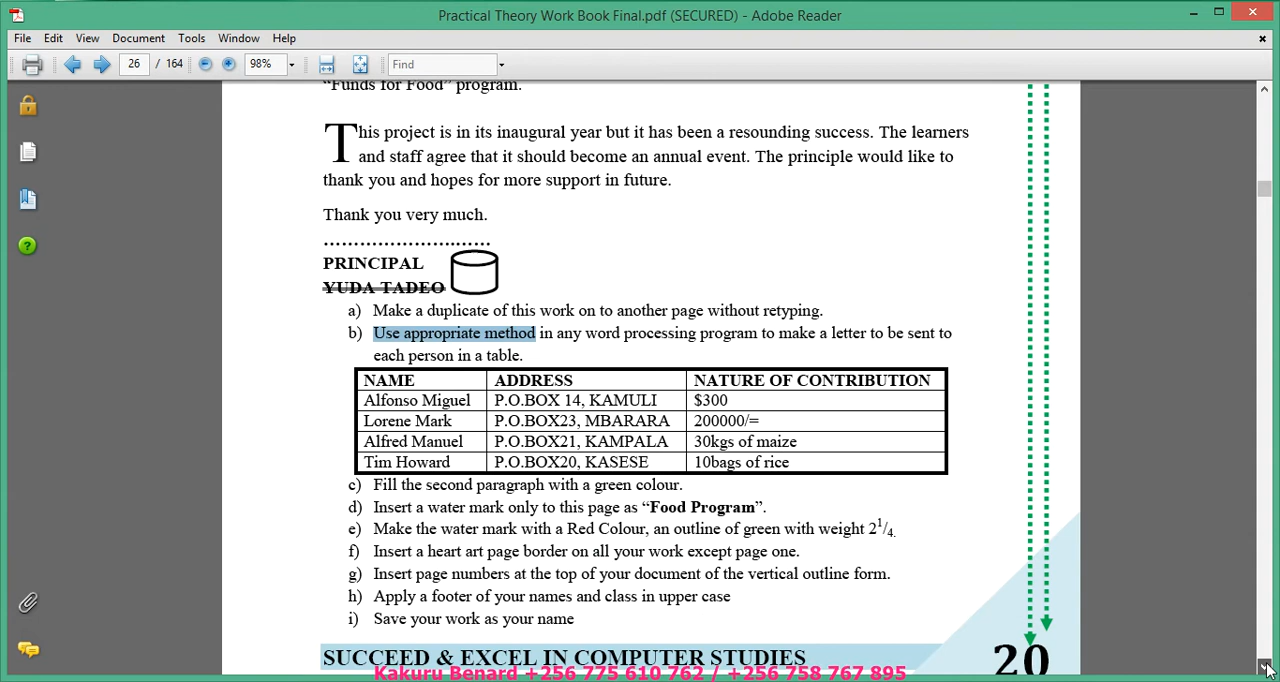 Practical Theory Work Book Final.pdf (SECURED) - Adobe Reader
File Edit View Document Tools Window Help
26 / 164 98% Find
“Funds for Food” program.
This project is in its inaugural year but it has been a resounding success. The learners
and staff agree that it should become an annual event. The principle would like to
thank you and hopes for more support in future.
Thank you very much.
.............................
PRINCIPAL
YUDA TADEO
a) Make a duplicate of this work on to another page without retyping.
b) Use appropriate method in any word processing program to make a letter to be sent to
each person in a table.
NAME ADDRESS NATURE OF CONTRIBUTION
Alfonso Miguel P.O.BOX 14, KAMULI $300
Lorene Mark P.O.BOX23, MBARARA 200000/=
Alfred Manuel P.O.BOX21, KAMPALA 30kgs of maize
Tim Howard P.O.BOX20, KASESE 10bags of rice
c) Fill the second paragraph with a green colour.
d) Insert a water mark only to this page as “Food Program”.
e) Make the water mark with a Red Colour, an outline of green with weight 2 1/4.
f) Insert a heart art page border on all your work except page one.
g) Insert page numbers at the top of your document of the vertical outline form.
h) Apply a footer of your names and class in upper case
i) Save your work as your name
SUCCEED & EXCEL IN COMPUTER STUDIES 20
Kakuru Benard +256 775 610 762 / +256 758 767 895